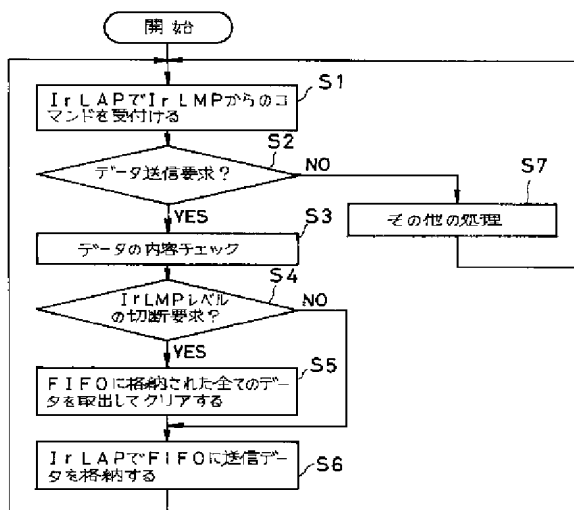 開始
IrLAPでIrLMPからのコ
マンドを受付ける
S1
データ送信要求?
S2
NO
YES
その他の処理
S7
データの内容チェック
S3
IrLMPレベル
の切断要求?
S4
NO
YES
FIFOに格納された全てのデー
タを取出してクリアする
S5
IrLAPでFIFOに送信デー
タを格納する
S6